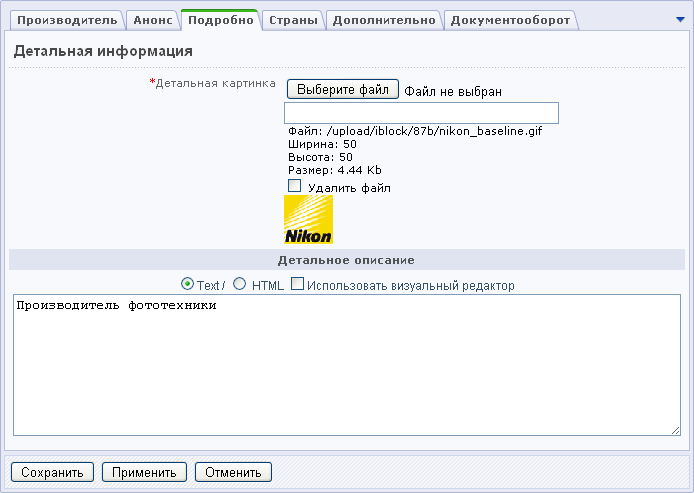 Производитель Анонс Подробно Страны Дополнительно Документооборот
Детальная информация
*Детальная картинка Выберите файл Файл не выбран
Файл: /upload/iblock/87b/nikon_baseline.gif
Ширина: 50
Высота: 50
Размер: 4.44 Kb
Удалить файл
Nikon
Детальное описание
Text / HTML Использовать визуальный редактор
Производитель фототехники
Сохранить Применить Отменить